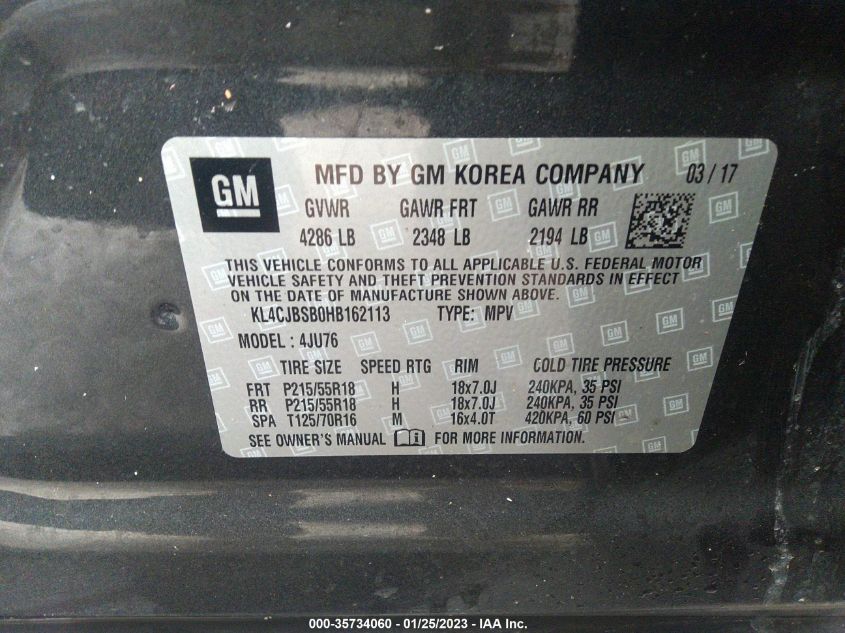 GM MFD BY GM KOREA COMPANY 03/17
GVWR GAWR FRT GAWR RR
4286 LB 2348 LB 2194 LB
THIS VEHICLE CONFORMS TO ALL APPLICABLE U.S. FEDERAL MOTOR
VEHICLE SAFETY AND THEFT PREVENTION STANDARDS IN EFFECT
ON THE DATE OF MANUFACTURE SHOWN ABOVE.
KL4CJBSB0HB162113 TYPE: MPV
MODEL : 4JU76
TIRE SIZE SPEED RTG RIM COLD TIRE PRESSURE
FRT P215/55R18 H 18x7.0J 240KPA, 35 PSI
RR P215/55R18 H 18x7.0J 240KPA, 35 PSI
SPA T125/70R16 M 16x4.0T 420KPA, 60 PSI
SEE OWNER'S MANUAL FOR MORE INFORMATION.
000-35734060 - 01/25/2023 - IAA Inc.